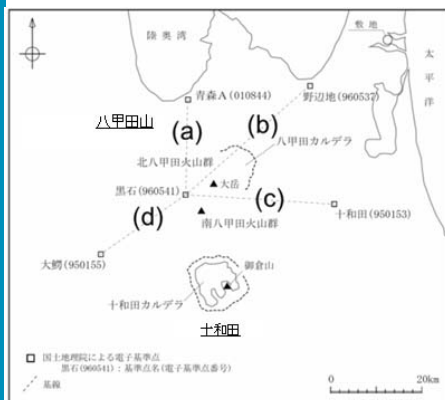 陸奥湾
敷地
太平洋
青森A(010844)
野辺地(960537)
八甲田山
(a)
(b)
八甲田カルデラ
北八甲田火山群
大岳
黒石(960541)
(c)
(d)
南八甲田火山群
十和田(950153)
大鰐(950155)
御倉山
十和田カルデラ
十和田
国土地理院による電子基準点
黒石(960541):基準点名(電子基準点番号)
基線
0 20km